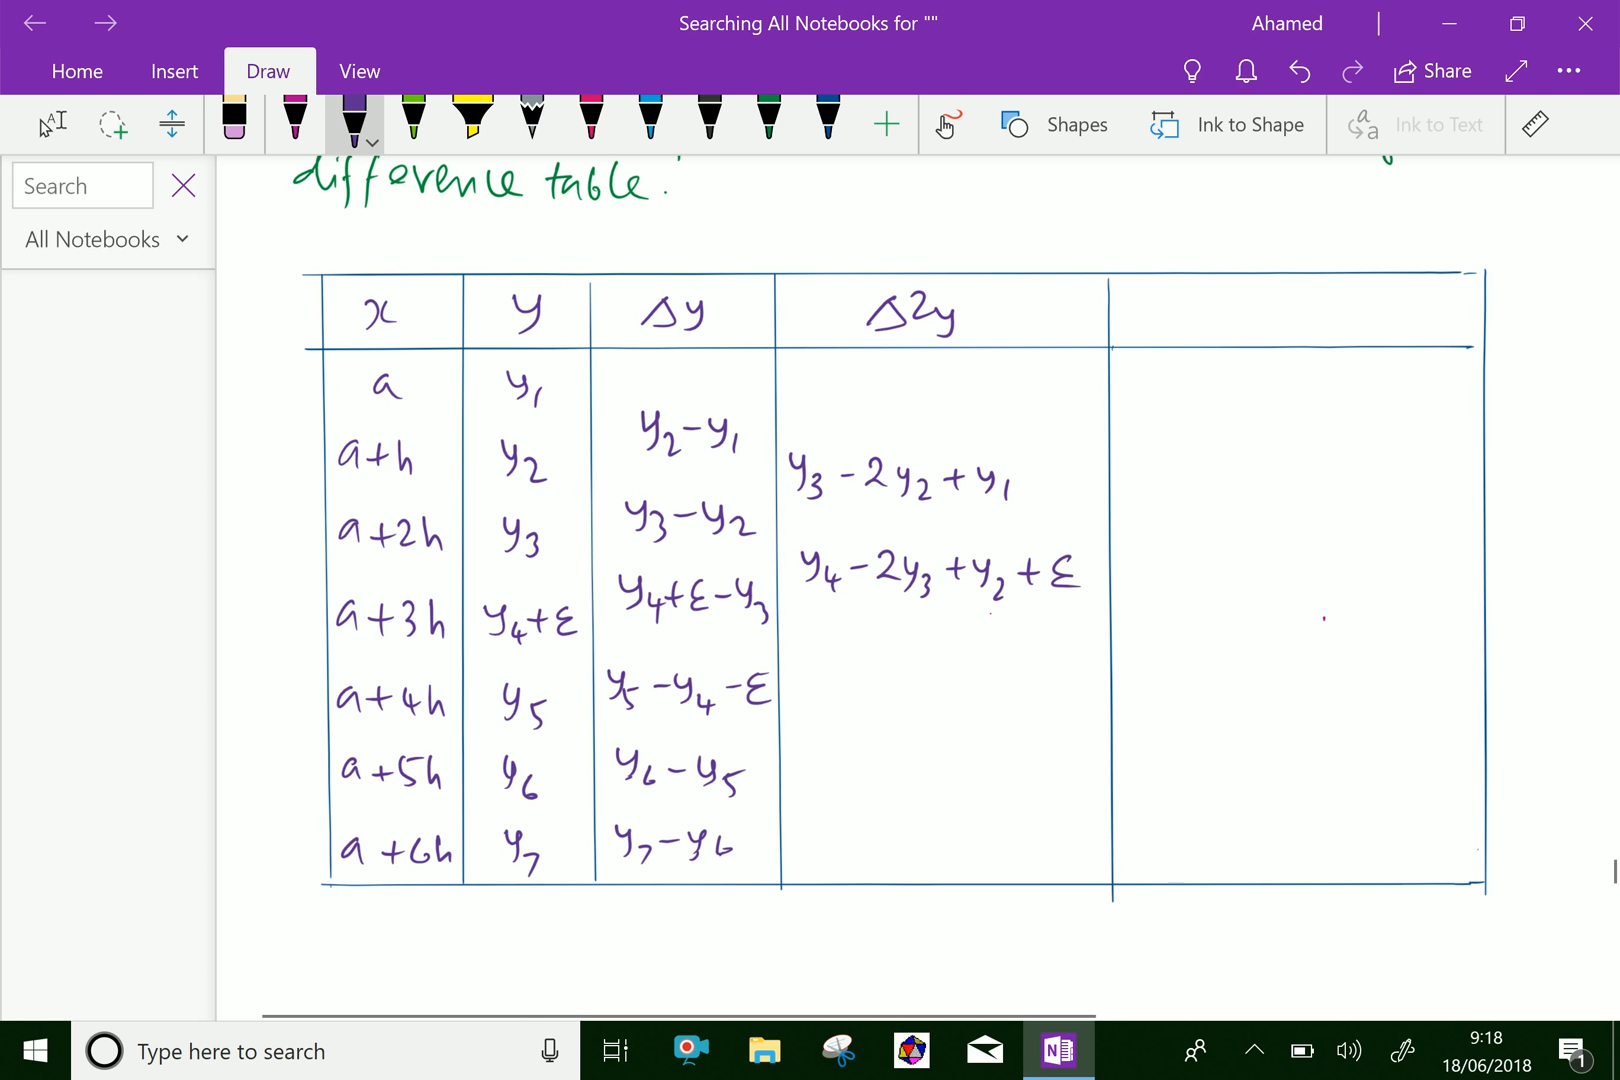 Searching All Notebooks for ""
Ahamed
Home Insert Draw View
Share
Shapes
Ink to Shape
Ink to Text
Search
All Notebooks
difference table.
x y Δy Δ2y
a y1
y2-y1
a+h y2
y3-2y2+y1
y3-y2
a+2h y3
y4-2y3+y2+ε
y4+ε-y3
a+3h y4+ε
a+4h y5 y5-y4-ε
a+5h y6 y6-y5
a+6h y7 y7-y6
Type here to search
N
9:18
18/06/2018
1